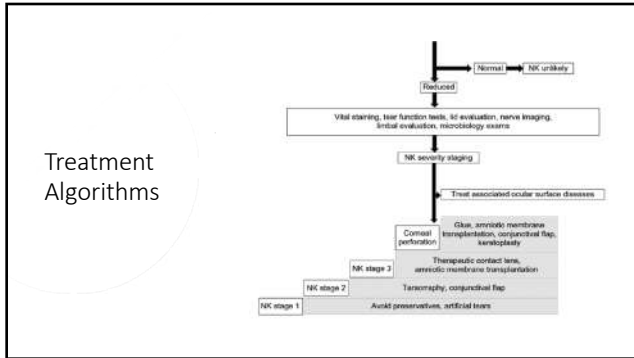 Treatment
Algorithms
Normal
NK unlikely
Reduced
Vital staining, tear function tests, lid evaluation, nerve imaging,
limbal evaluation, microbiology exams
NK severity staging
Treat associated ocular surface diseases
Corneal
perforation
Glue, amniotic membrane
transplantation, conjunctival flap,
keratoplasty
NK stage 3
Therapeutic contact lens,
amniotic membrane transplantation
NK stage 2
Tarsorraphy, conjunctival flap
NK stage 1
Avoid preservatives, artificial tears